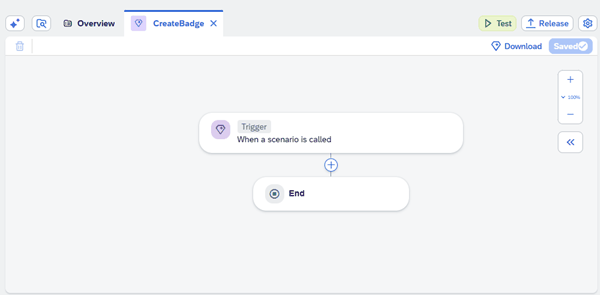 Overview
CreateBadge
Test
Release
Download
Saved
100%
Trigger
When a scenario is called
End